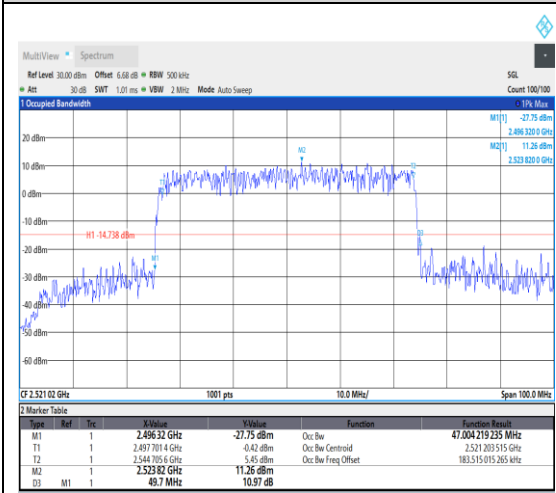 MultiView Spectrum
Ref Level 30.00 dBm Offset 6.68 dB RBW 500 kHz SGL
Att 30 dB SWT 1.01 ms VBW 2 MHz Mode Auto Sweep Count 100/100
1 Occupied Bandwidth 1Pk Max
M1[1] -27.75 dBm
2.496 320 0 GHz
M2[1] 11.26 dBm
2.523 820 0 GHz
M2
20 dBm
10 dBm
0 dBm
-10 dBm
H1 -14.738 dBm
-20 dBm
M1
-30 dBm
-40 dBm
-50 dBm
-60 dBm
CF 2.521 02 GHz 1001 pts 10.0 MHz/ Span 100.0 MHz
2 Marker Table
Type Ref Trc X-Value Y-Value Function Function Result
M1 1 2.496 32 GHz -27.75 dBm Occ Bw 47.004 219 235 MHz
T1 1 2.497 701 4 GHz -0.42 dBm Occ Bw Centroid 2.521 203 515 GHz
T2 1 2.544 705 6 GHz 5.45 dBm Occ Bw Freq Offset 183.515 015 265 kHz
M2 1 2.523 82 GHz 11.26 dBm
D3 M1 1 49.7 MHz 10.97 dB